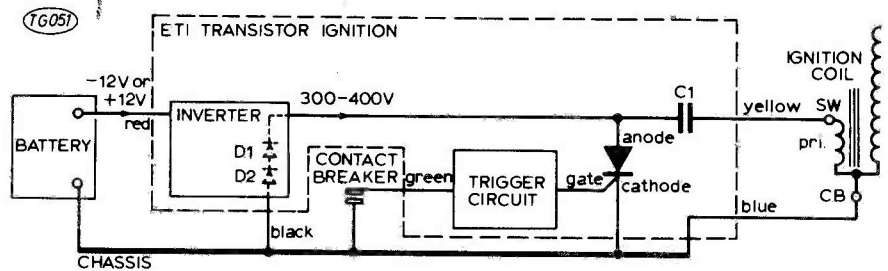 TG051
ETI TRANSISTOR IGNITION
IGNITION
COIL
-12V or
+12V
red
300-400V
C1
yellow
SW
INVERTER
BATTERY
D1
D2
anode
pri.
CONTACT
BREAKER
green
TRIGGER
CIRCUIT
gate
cathode
CB
blue
black
CHASSIS